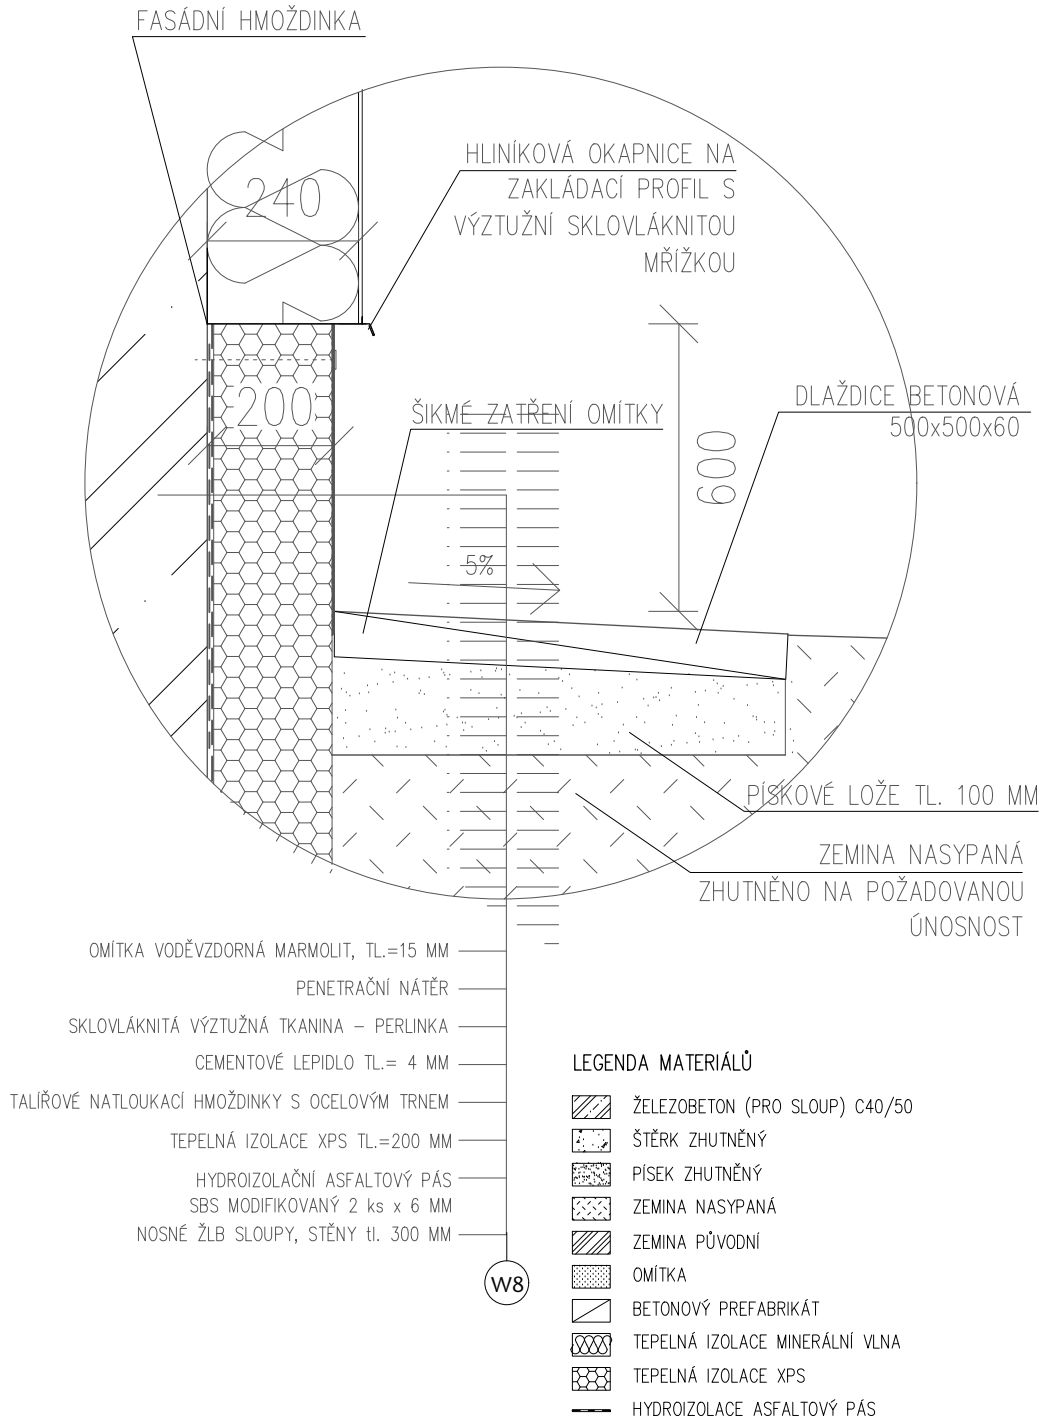 FASÁDNÍ HMOŽDINKA
240
HLINÍKOVÁ OKAPNICE NA
ZAKLÁDACÍ PROFIL S
VÝZTUŽNÍ SKLOVLÁKNITOU
MŘÍŽKOU
200
ŠIKMÉ ZATŘENÍ OMÍTKY
600
DLAŽDICE BETONOVÁ
500x500x60
5%
PÍSKOVÉ LOŽE TL. 100 MM
ZEMINA NASYPANÁ
ZHUTNĚNO NA POŽADOVANOU
ÚNOSNOST
OMÍTKA VODĚVZDORNÁ MARMOLIT, TL.=15 MM
PENETRAČNÍ NÁTĚR
SKLOVLÁKNITÁ VÝZTUŽNÁ TKANINA – PERLINKA
CEMENTOVÉ LEPIDLO TL.= 4 MM
TALÍŘOVÉ NATLOUKACÍ HMOŽDINKY S OCELOVÝM TRNEM
TEPELNÁ IZOLACE XPS TL.=200 MM
HYDROIZOLAČNÍ ASFALTOVÝ PÁS
SBS MODIFIKOVANÝ 2 ks x 6 MM
NOSNÉ ŽLB SLOUPY, STĚNY tl. 300 MM
W8
LEGENDA MATERIÁLŮ
ŽELEZOBETON (PRO SLOUP) C40/50
ŠTĚRK ZHUTNĚNÝ
PÍSEK ZHUTNĚNÝ
ZEMINA NASYPANÁ
ZEMINA PŮVODNÍ
OMÍTKA
BETONOVÝ PREFABRIKÁT
TEPELNÁ IZOLACE MINERÁLNÍ VLNA
TEPELNÁ IZOLACE XPS
HYDROIZOLACE ASFALTOVÝ PÁS